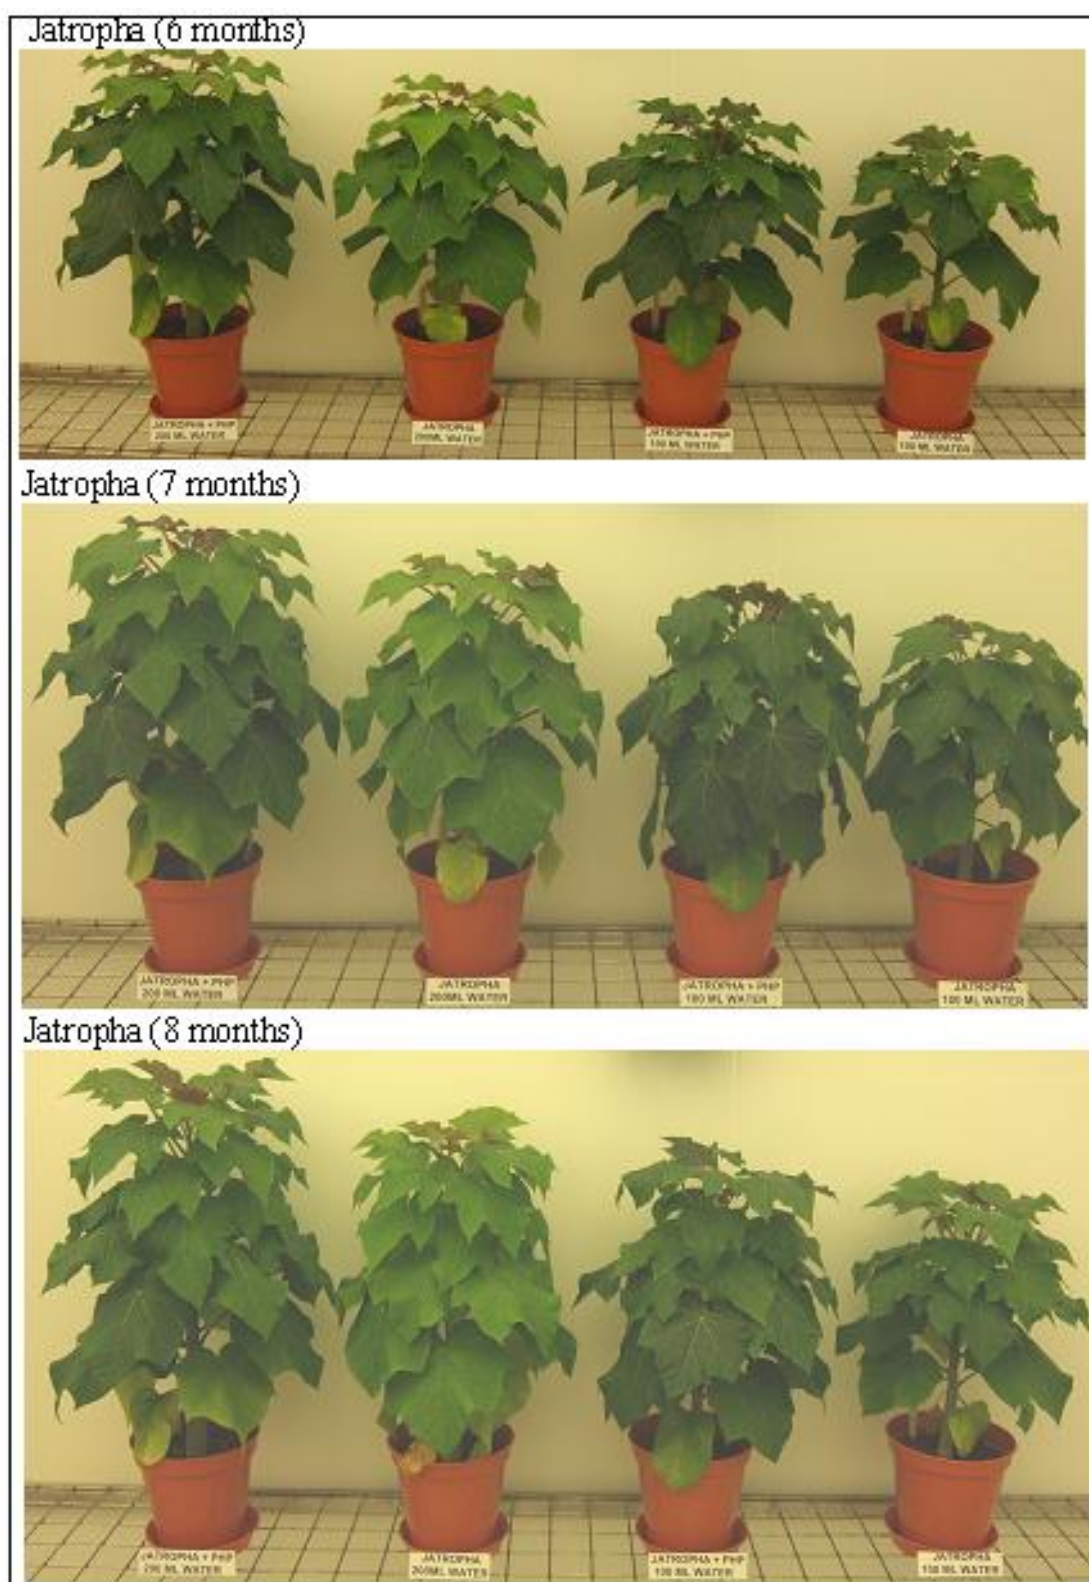 Jatropha (6 months)
JATROPHA + PHP
200 ML WATER
JATROPHA
200ML WATER
JATROPHA + PHP
100 ML WATER
JATROPHA
100 ML WATER
Jatropha (7 months)
JATROPHA + PHP
200 ML WATER
JATROPHA
200ML WATER
JATROPHA + PHP
100 ML WATER
JATROPHA
100 ML WATER
Jatropha (8 months)
JATROPHA + PHP
200 ML WATER
JATROPHA
200ML WATER
JATROPHA + PHP
100 ML WATER
JATROPHA
100 ML WATER